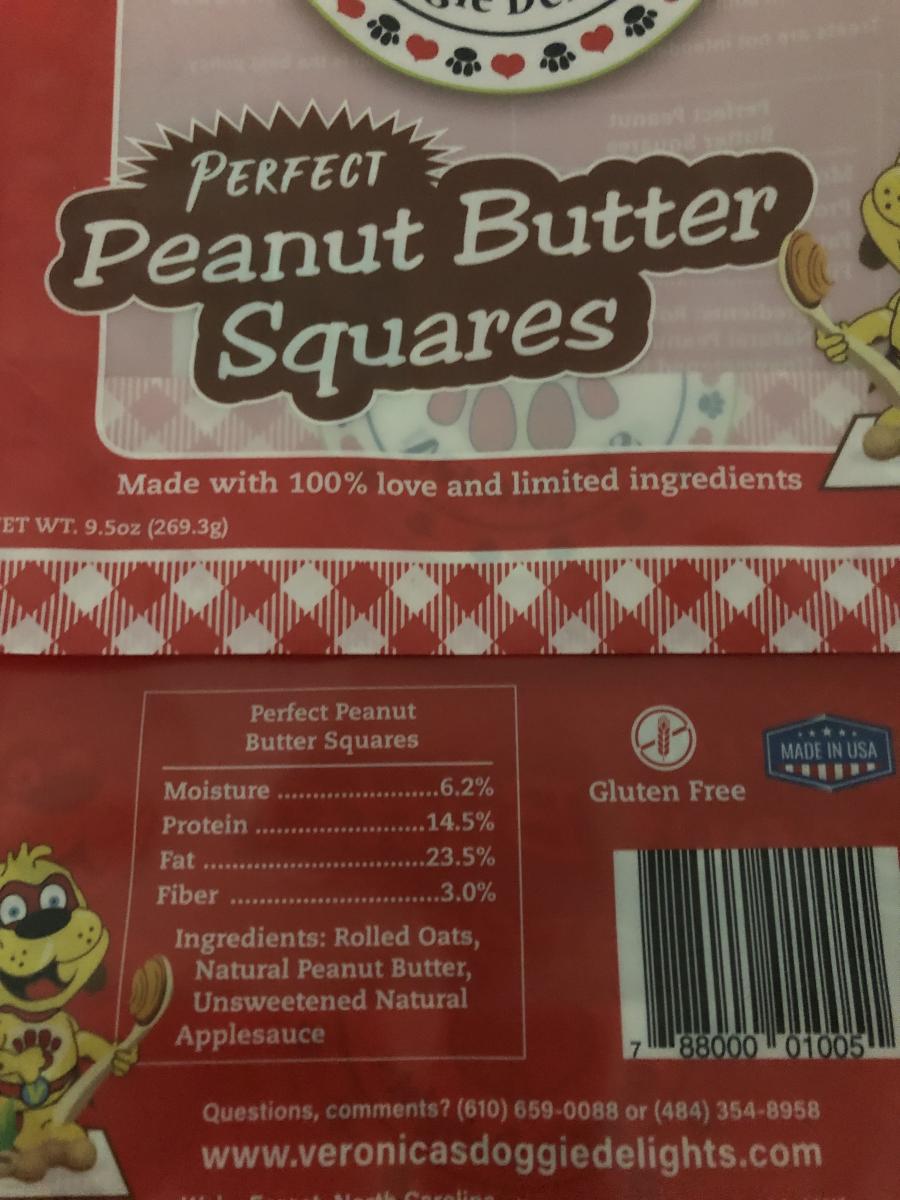 PERFECT
Peanut Butter
Squares
Made with 100% love and limited ingredients
ET WT. 9.5oz (269.3g)
Perfect Peanut
Butter Squares
Moisture ........................6.2%
Protein .........................14.5%
Fat .................................23.5%
Fiber ..............................3.0%
Ingredients: Rolled Oats,
Natural Peanut Butter,
Unsweetened Natural
Applesauce
Gluten Free
MADE IN USA
7 88000 01005
Questions, comments? (610) 659-0088 or (484) 354-8958
www.veronicasdoggiedelights.com